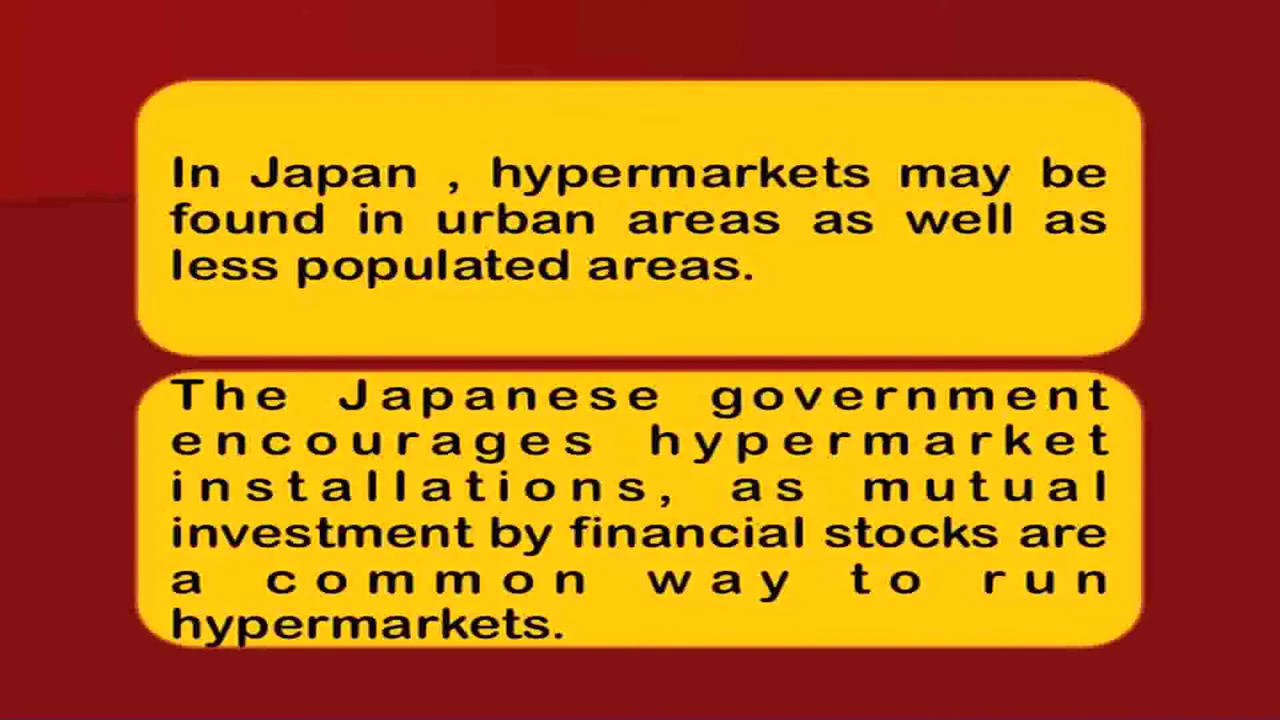 In Japan , hypermarkets may be
found in urban areas as well as
less populated areas.
The Japanese government
encourages hypermarket
installations, as mutual
investment by financial stocks are
a common way to run
hypermarkets.